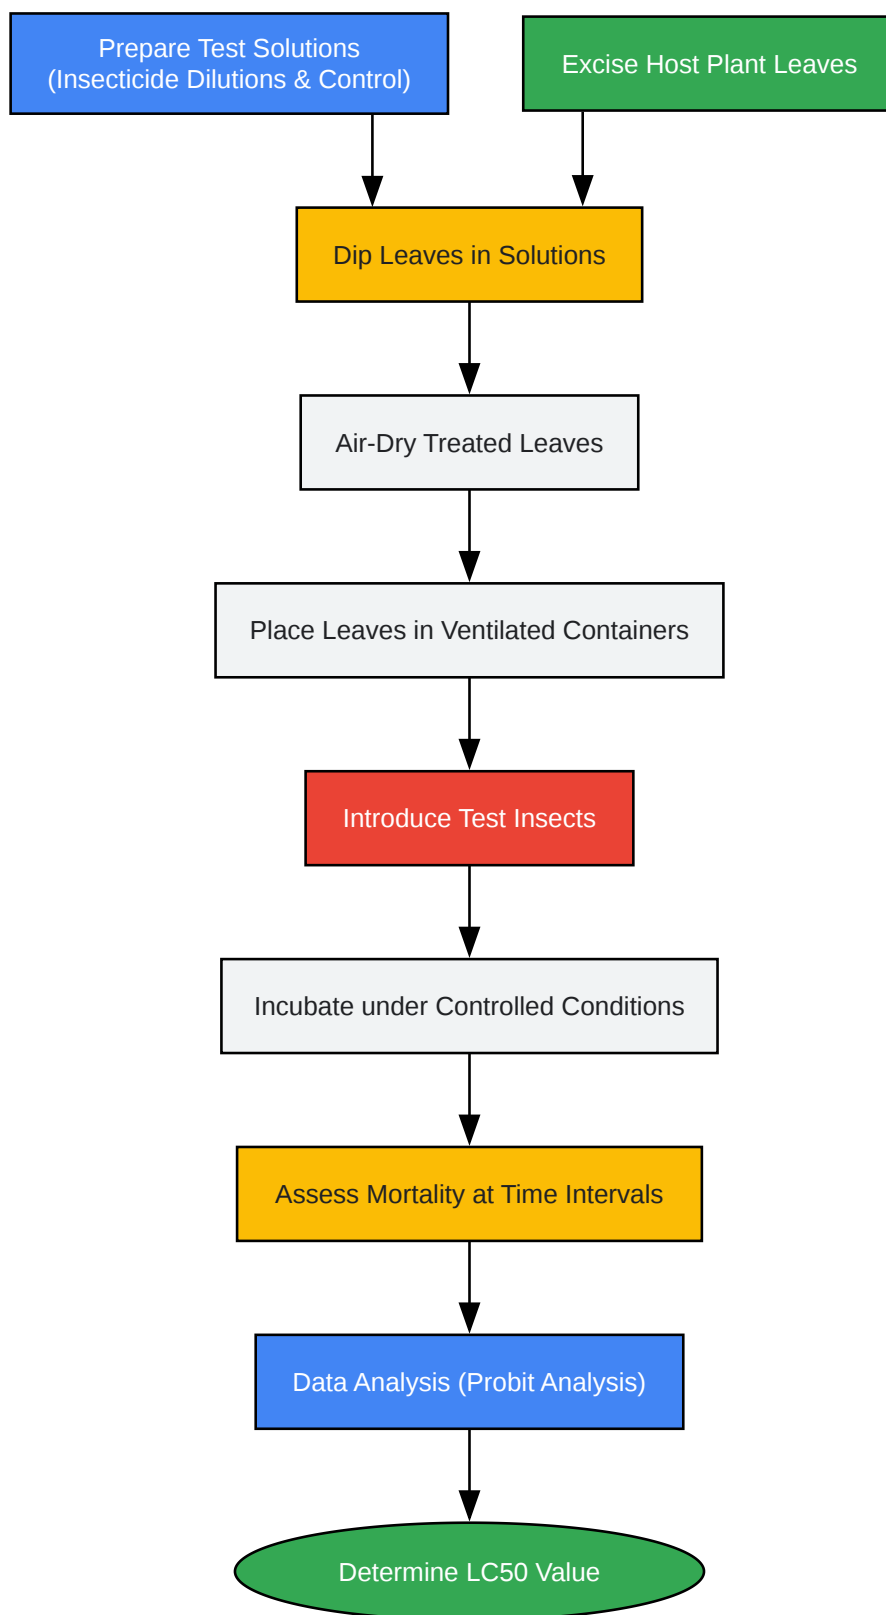 Prepare Test Solutions
(Insecticide Dilutions & Control)
Excise Host Plant Leaves
Dip Leaves in Solutions
Air-Dry Treated Leaves
Place Leaves in Ventilated Containers
Introduce Test Insects
Incubate under Controlled Conditions
Assess Mortality at Time Intervals
Data Analysis (Probit Analysis)
Determine LC50 Value